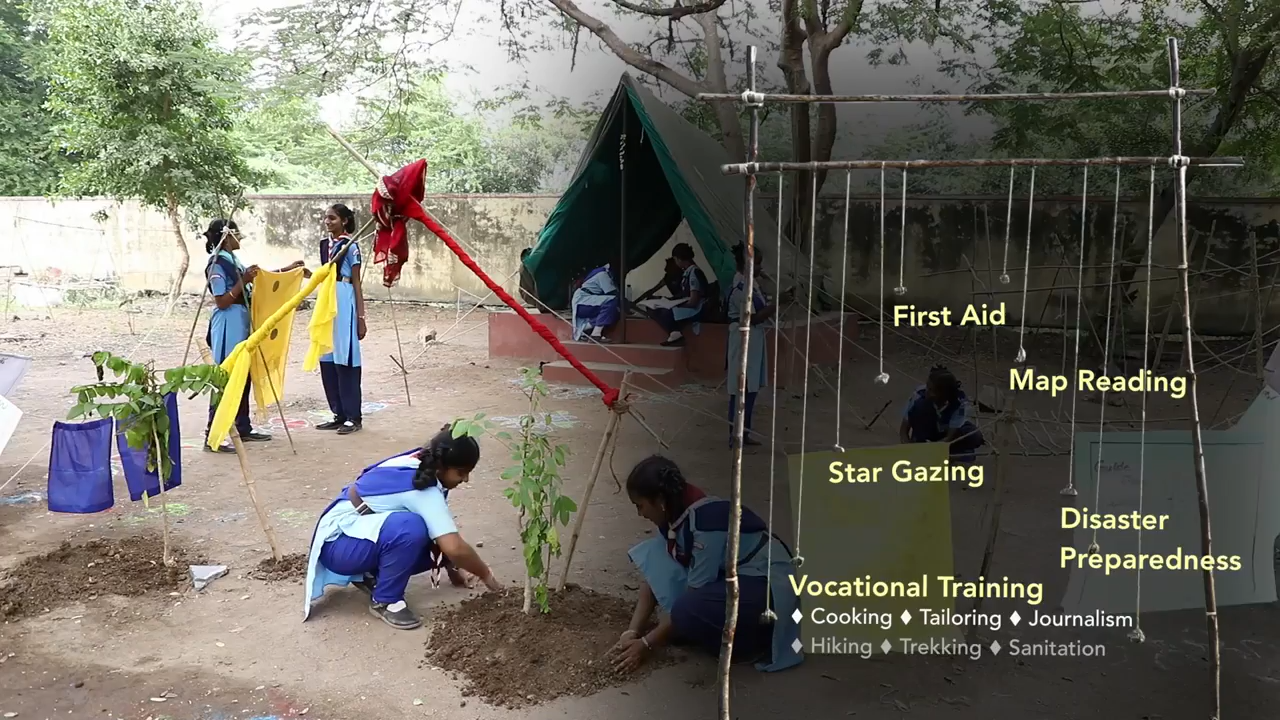 First Aid
Map Reading
Star Gazing
Disaster
Preparedness
Vocational Training
♦ Cooking ♦ Tailoring ♦ Journalism
♦ Hiking ♦ Trekking ♦ Sanitation